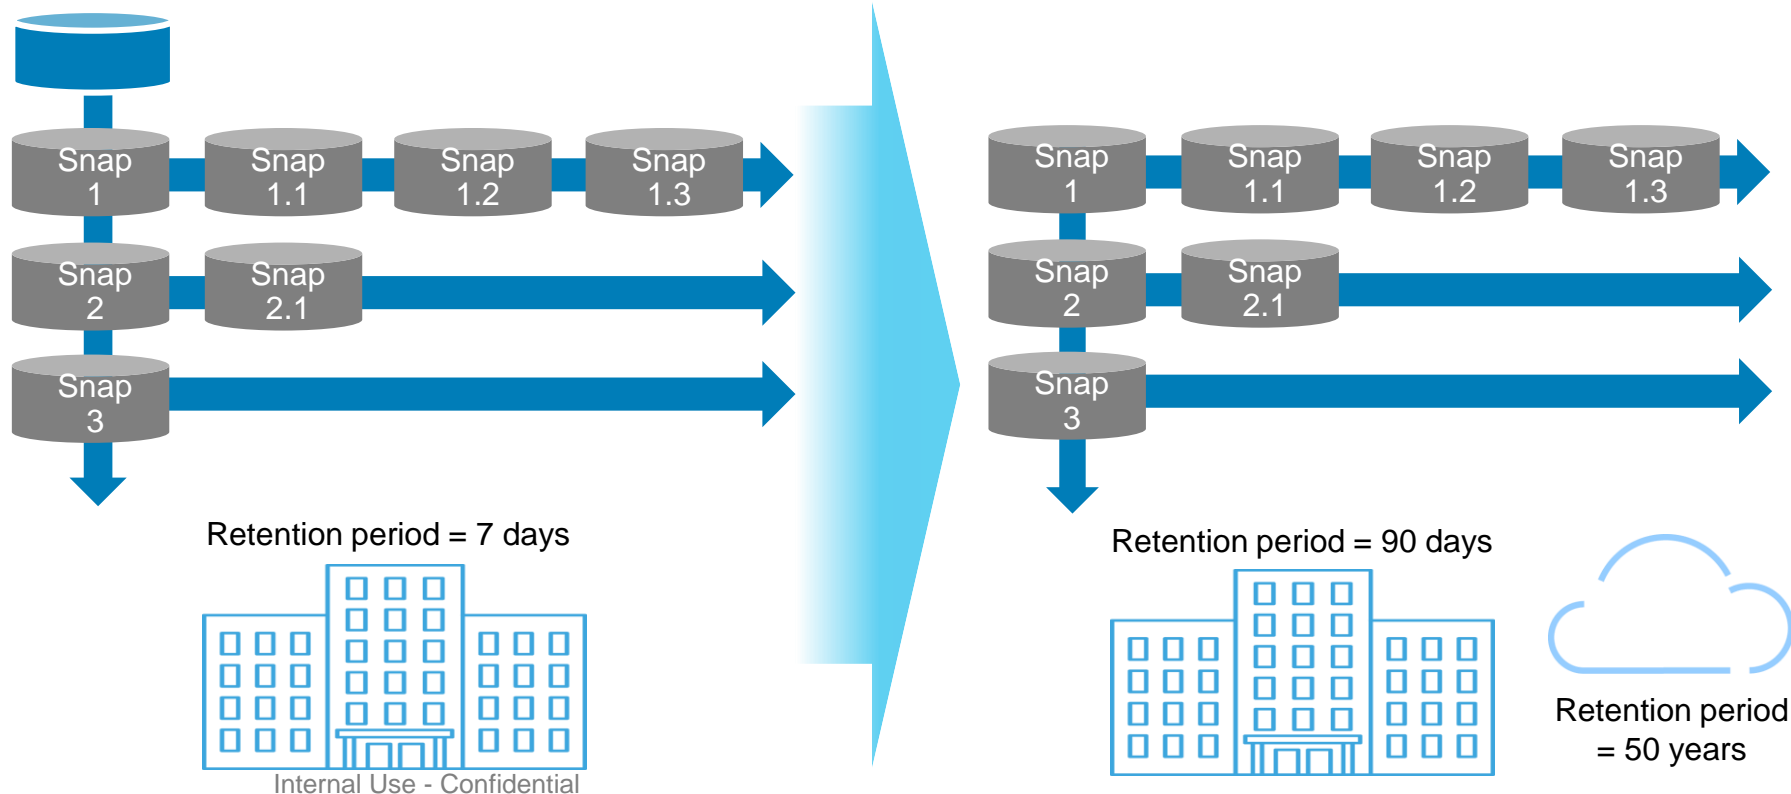 Snap
1
Snap
1.1
Snap
1.2
Snap
1.3
Snap
2
Snap
2.1
Snap
3
Retention period = 7 days
Internal Use - Confidential
Snap
1
Snap
1.1
Snap
1.2
Snap
1.3
Snap
2
Snap
2.1
Snap
3
Retention period = 90 days
Retention period
= 50 years